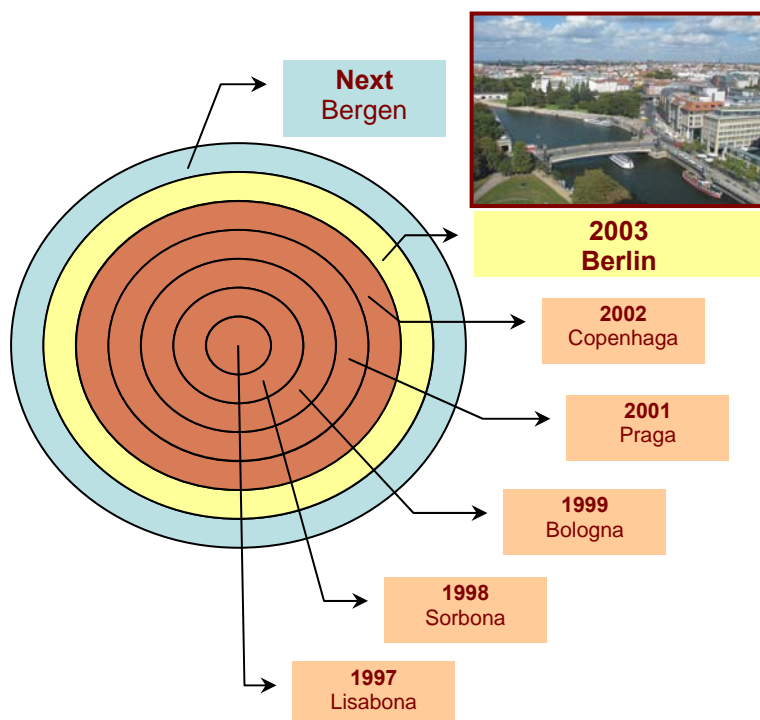 Next
Bergen
2003
Berlin
2002
Copenhaga
2001
Praga
1999
Bologna
1998
Sorbona
1997
Lisabona